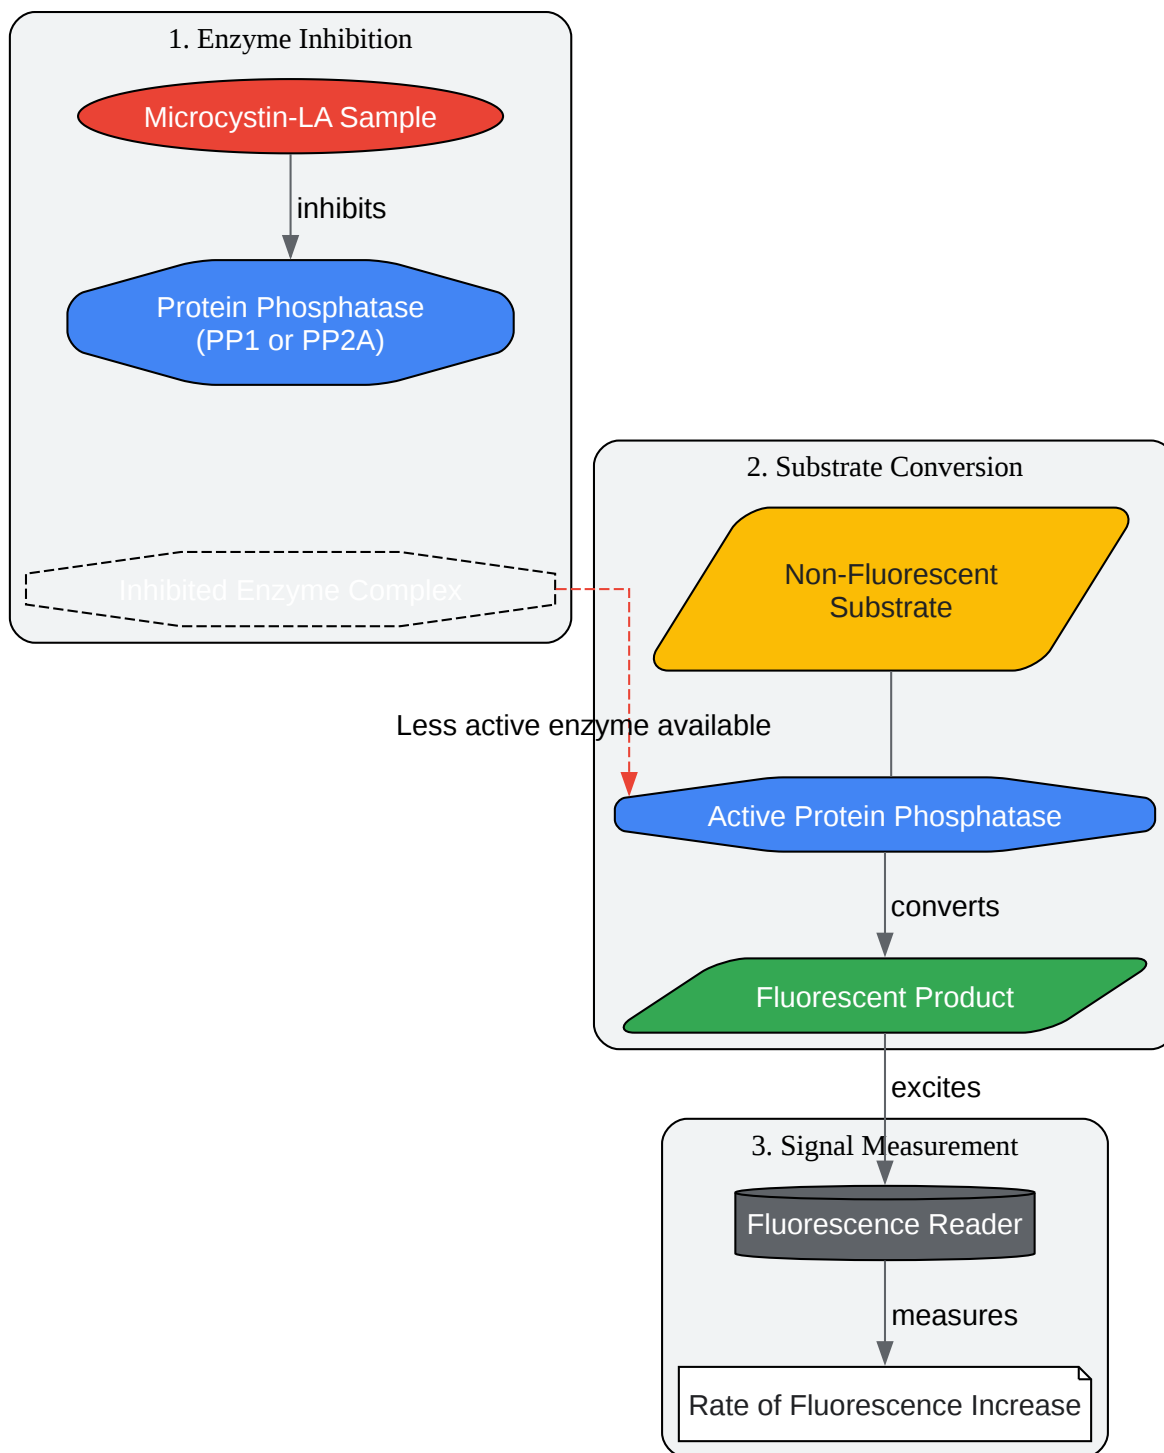 1. Enzyme Inhibition
Microcystin-LA Sample
inhibits
Protein Phosphatase
(PP1 or PP2A)
Inhibited Enzyme Complex
2. Substrate Conversion
Non-Fluorescent
Substrate
Less active enzyme available
Active Protein Phosphatase
converts
Fluorescent Product
excites
3. Signal Measurement
Fluorescence Reader
measures
Rate of Fluorescence Increase